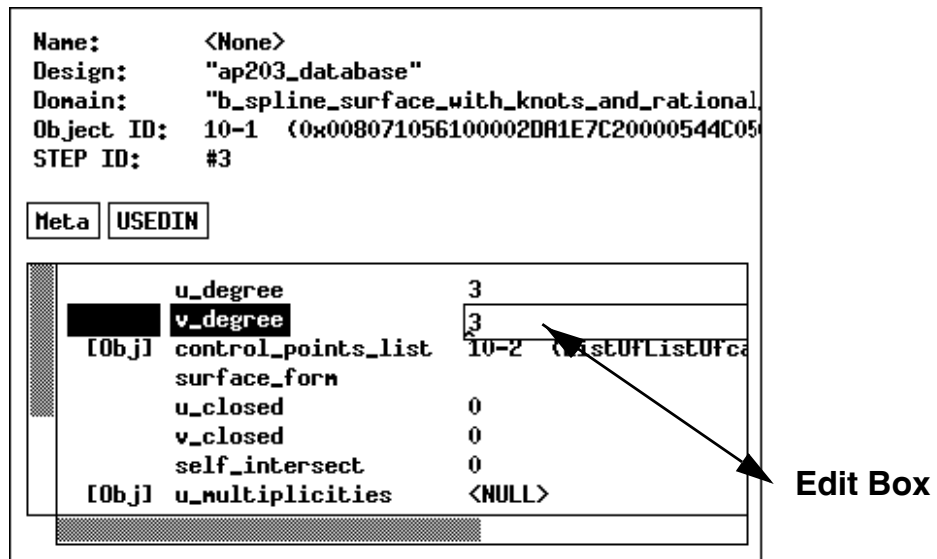 Name: <None>
Design: "ap203_database"
Domain: "b_spline_surface_with_knots_and_rational_
Object ID: 10-1 (0x008071056100002DA1E7C20000544C05
STEP ID: #3
Meta USEDIN
u_degree 3
v_degree 3
[Obj] control_points_list 10-2 (ListOfListOfca
surface_form
u_closed 0
v_closed 0
self_intersect 0
[Obj] u_multiplicities <NULL>
Edit Box